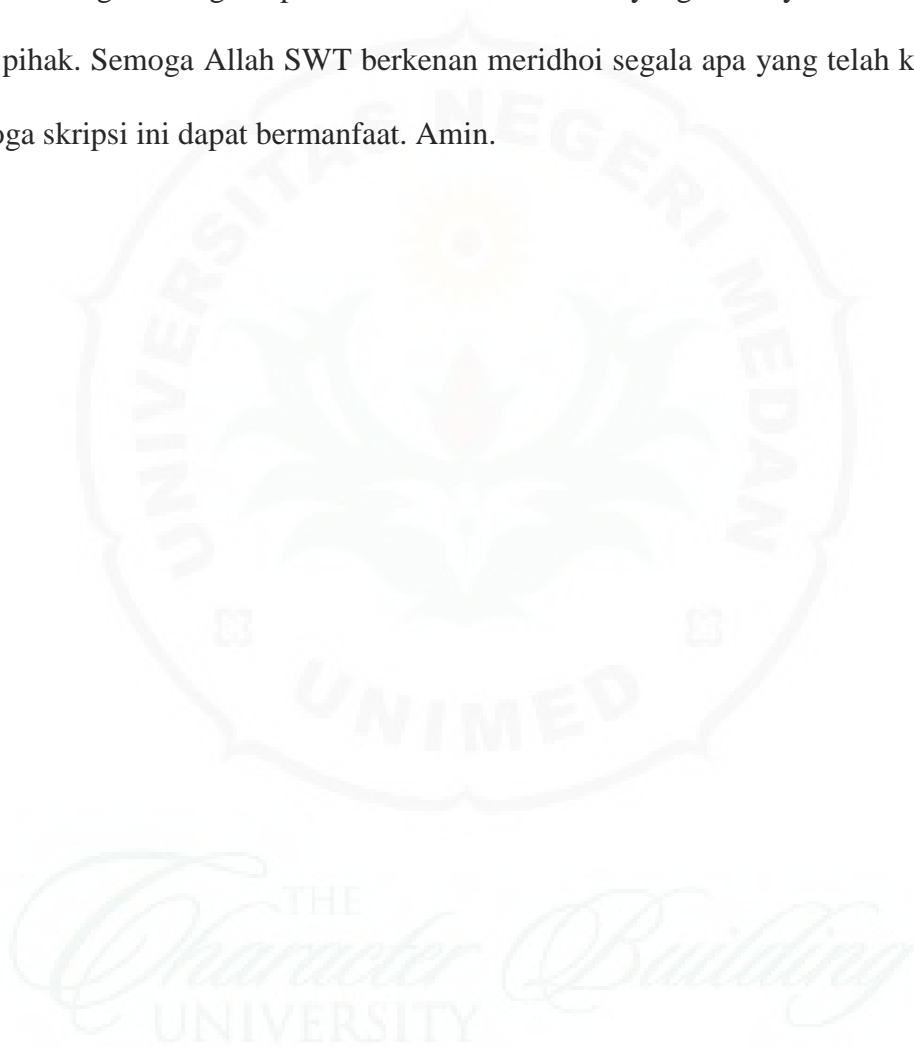 pihak. Semoga Allah SWT berkenan meridhoi segala apa yang telah k
oga skripsi ini dapat bermanfaat. Amin.
UNIVERSITAS NEGERI MEDAN
UNIMED
THE
Character Building
UNIVERSITY